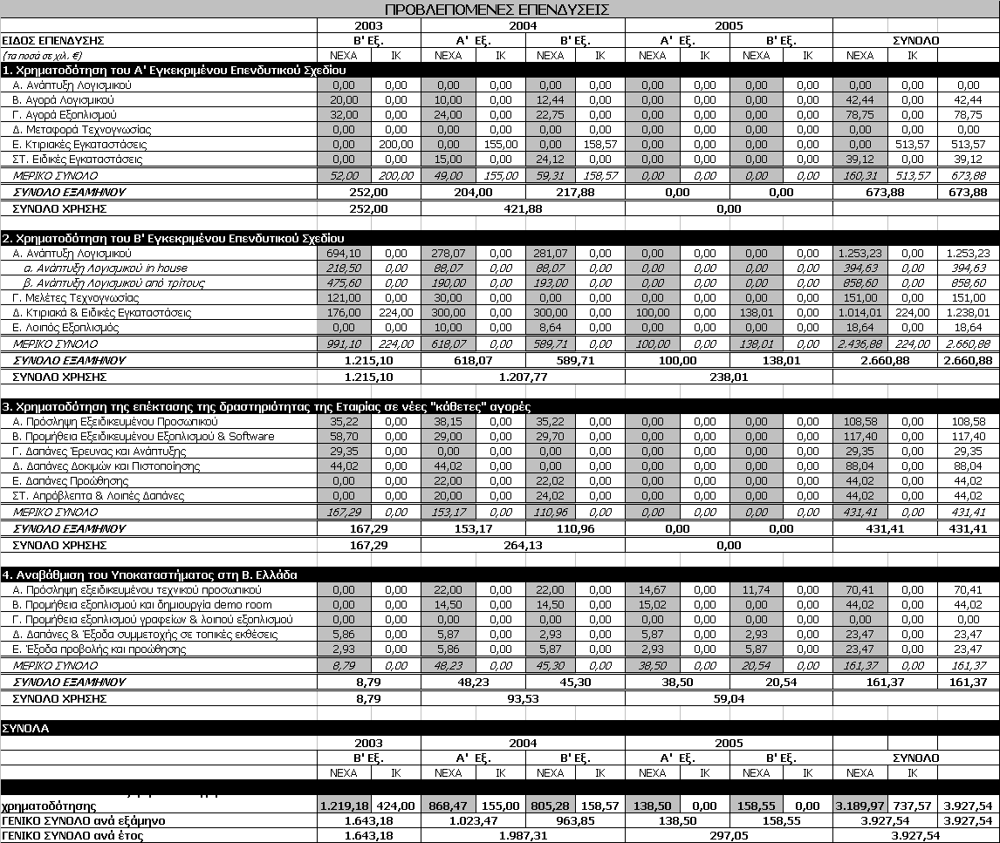 ΠΡΟΒΛΕΠΟΜΕΝΕΣ ΕΠΕΝΔΥΣΕΙΣ
2003 2004 2005
ΕΙΔΟΣ ΕΠΕΝΔΥΣΗΣ Β' Εξ. Α' Εξ. Β' Εξ. Α' Εξ. Β' Εξ. ΣΥΝΟΛΟ
(τα ποσά σε χιλ. €) ΝΕΧΑ ΙΚ ΝΕΧΑ ΙΚ ΝΕΧΑ ΙΚ ΝΕΧΑ ΙΚ ΝΕΧΑ ΙΚ ΝΕΧΑ ΙΚ
1. Χρηματοδότηση του Α' Εγκεκριμένου Επενδυτικού Σχεδίου
Α. Ανάπτυξη Λογισμικού 0,00 0,00 0,00 0,00 0,00 0,00 0,00 0,00 0,00 0,00 0,00 0,00 0,00
Β. Αγορά Λογισμικού 20,00 0,00 10,00 0,00 12,44 0,00 0,00 0,00 0,00 0,00 42,44 0,00 42,44
Γ. Αγορά Εξοπλισμού 32,00 0,00 24,00 0,00 22,75 0,00 0,00 0,00 0,00 0,00 78,75 0,00 78,75
Δ. Μεταφορά Τεχνογνωσίας 0,00 0,00 0,00 0,00 0,00 0,00 0,00 0,00 0,00 0,00 0,00 0,00 0,00
Ε. Κτιριακές Εγκαταστάσεις 0,00 200,00 0,00 155,00 0,00 158,57 0,00 0,00 0,00 0,00 0,00 513,57 513,57
ΣΤ. Ειδικές Εγκαταστάσεις 0,00 0,00 15,00 0,00 24,12 0,00 0,00 0,00 0,00 0,00 39,12 0,00 39,12
ΜΕΡΙΚΟ ΣΥΝΟΛΟ 52,00 200,00 49,00 155,00 59,31 158,57 0,00 0,00 0,00 0,00 160,31 513,57 673,88
ΣΥΝΟΛΟ ΕΞΑΜΗΝΟΥ 252,00 204,00 217,88 0,00 0,00 673,88 673,88
ΣΥΝΟΛΟ ΧΡΗΣΗΣ 252,00 421,88 0,00
2. Χρηματοδότηση του Β' Εγκεκριμένου Επενδυτικού Σχεδίου
Α. Ανάπτυξη Λογισμικού 694,10 0,00 278,07 0,00 281,07 0,00 0,00 0,00 0,00 0,00 1.253,23 0,00 1.253,23
α. Ανάπτυξη Λογισμικού in house 218,50 0,00 88,07 0,00 88,07 0,00 0,00 0,00 0,00 0,00 394,63 0,00 394,63
β. Ανάπτυξη Λογισμικού από τρίτους 475,60 0,00 190,00 0,00 193,00 0,00 0,00 0,00 0,00 0,00 858,60 0,00 858,60
Γ. Μελέτες Τεχνογνωσίας 121,00 0,00 30,00 0,00 0,00 0,00 0,00 0,00 0,00 0,00 151,00 0,00 151,00
Δ. Κτιριακά & Ειδικές Εγκαταστάσεις 176,00 224,00 300,00 0,00 300,00 0,00 100,00 0,00 138,01 0,00 1.014,01 224,00 1.238,01
Ε. Λοιπός Εξοπλισμός 0,00 0,00 10,00 0,00 8,64 0,00 0,00 0,00 0,00 0,00 18,64 0,00 18,64
ΜΕΡΙΚΟ ΣΥΝΟΛΟ 991,10 224,00 618,07 0,00 589,71 0,00 100,00 0,00 138,01 0,00 2.436,88 224,00 2.660,88
ΣΥΝΟΛΟ ΕΞΑΜΗΝΟΥ 1.215,10 618,07 589,71 100,00 138,01 2.660,88 2.660,88
ΣΥΝΟΛΟ ΧΡΗΣΗΣ 1.215,10 1.207,77 238,01
3. Χρηματοδότηση της επέκτασης της δραστηριότητας της Εταιρίας σε νέες "κάθετες" αγορές
Α. Πρόσληψη Εξειδικευμένου Προσωπικού 35,22 0,00 38,15 0,00 35,22 0,00 0,00 0,00 0,00 0,00 108,58 0,00 108,58
Β. Προμήθεια Εξειδικευμένου Εξοπλισμού & Software 58,70 0,00 29,00 0,00 29,70 0,00 0,00 0,00 0,00 0,00 117,40 0,00 117,40
Γ. Δαπάνες Έρευνας και Ανάπτυξης 29,35 0,00 0,00 0,00 0,00 0,00 0,00 0,00 0,00 0,00 29,35 0,00 29,35
Δ. Δαπάνες Δοκιμών και Πιστοποίησης 44,02 0,00 44,02 0,00 0,00 0,00 0,00 0,00 0,00 0,00 88,04 0,00 88,04
Ε. Δαπάνες Προώθησης 0,00 0,00 22,00 0,00 22,02 0,00 0,00 0,00 0,00 0,00 44,02 0,00 44,02
ΣΤ. Απρόβλεπτα & Λοιπές Δαπάνες 0,00 0,00 20,00 0,00 24,02 0,00 0,00 0,00 0,00 0,00 44,02 0,00 44,02
ΜΕΡΙΚΟ ΣΥΝΟΛΟ 167,29 0,00 153,17 0,00 110,96 0,00 0,00 0,00 0,00 0,00 431,41 0,00 431,41
ΣΥΝΟΛΟ ΕΞΑΜΗΝΟΥ 167,29 153,17 110,96 0,00 0,00 431,41 431,41
ΣΥΝΟΛΟ ΧΡΗΣΗΣ 167,29 264,13 0,00
4. Αναβάθμιση του Υποκαταστήματος στη Β. Ελλάδα
Α. Πρόσληψη εξειδικευμένου τεχνικού προσωπικού 0,00 0,00 22,00 0,00 22,00 0,00 14,67 0,00 11,74 0,00 70,41 0,00 70,41
Β. Προμήθεια εξοπλισμού και δημιουργία demo room 0,00 0,00 14,50 0,00 14,50 0,00 15,02 0,00 0,00 0,00 44,02 0,00 44,02
Γ. Προμήθεια εξοπλισμού γραφείων & λοιπού εξοπλισμού 0,00 0,00 0,00 0,00 0,00 0,00 0,00 0,00 0,00 0,00 0,00 0,00 0,00
Δ. Δαπάνες & Έξοδα συμμετοχής σε τοπικές εκθέσεις 5,86 0,00 5,87 0,00 2,93 0,00 5,87 0,00 2,93 0,00 23,47 0,00 23,47
Ε. Έξοδα προβολής και προώθησης 2,93 0,00 5,86 0,00 5,87 0,00 2,93 0,00 5,87 0,00 23,47 0,00 23,47
ΜΕΡΙΚΟ ΣΥΝΟΛΟ 8,79 0,00 48,23 0,00 45,30 0,00 38,50 0,00 20,54 0,00 161,37 0,00 161,37
ΣΥΝΟΛΟ ΕΞΑΜΗΝΟΥ 8,79 48,23 45,30 38,50 20,54 161,37 161,37
ΣΥΝΟΛΟ ΧΡΗΣΗΣ 8,79 93,53 59,04
ΣΥΝΟΛΑ
2003 2004 2005
Β' Εξ. Α' Εξ. Β' Εξ. Α' Εξ. Β' Εξ. ΣΥΝΟΛΟ
ΝΕΧΑ ΙΚ ΝΕΧΑ ΙΚ ΝΕΧΑ ΙΚ ΝΕΧΑ ΙΚ ΝΕΧΑ ΙΚ ΝΕΧΑ ΙΚ
χρηματοδότησης 1.219,18 424,00 868,47 155,00 805,28 158,57 138,50 0,00 158,55 0,00 3.189,97 737,57 3.927,54
ΓΕΝΙΚΟ ΣΥΝΟΛΟ ανά εξάμηνο 1.643,18 1.023,47 963,85 138,50 158,55 3.927,54 3.927,54
ΓΕΝΙΚΟ ΣΥΝΟΛΟ ανά έτος 1.643,18 1.987,31 297,05 3.927,54